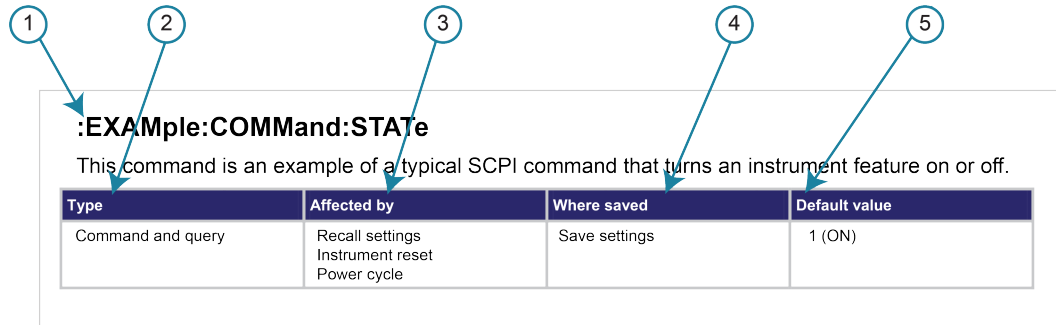 1 2 3 4 5
:EXAMple:COMMand:STATe
This command is an example of a typical SCPI command that turns an instrument feature on or off.
Type Affected by Where saved Default value
Command and query Recall settings Save settings 1 (ON)
Instrument reset
Power cycle